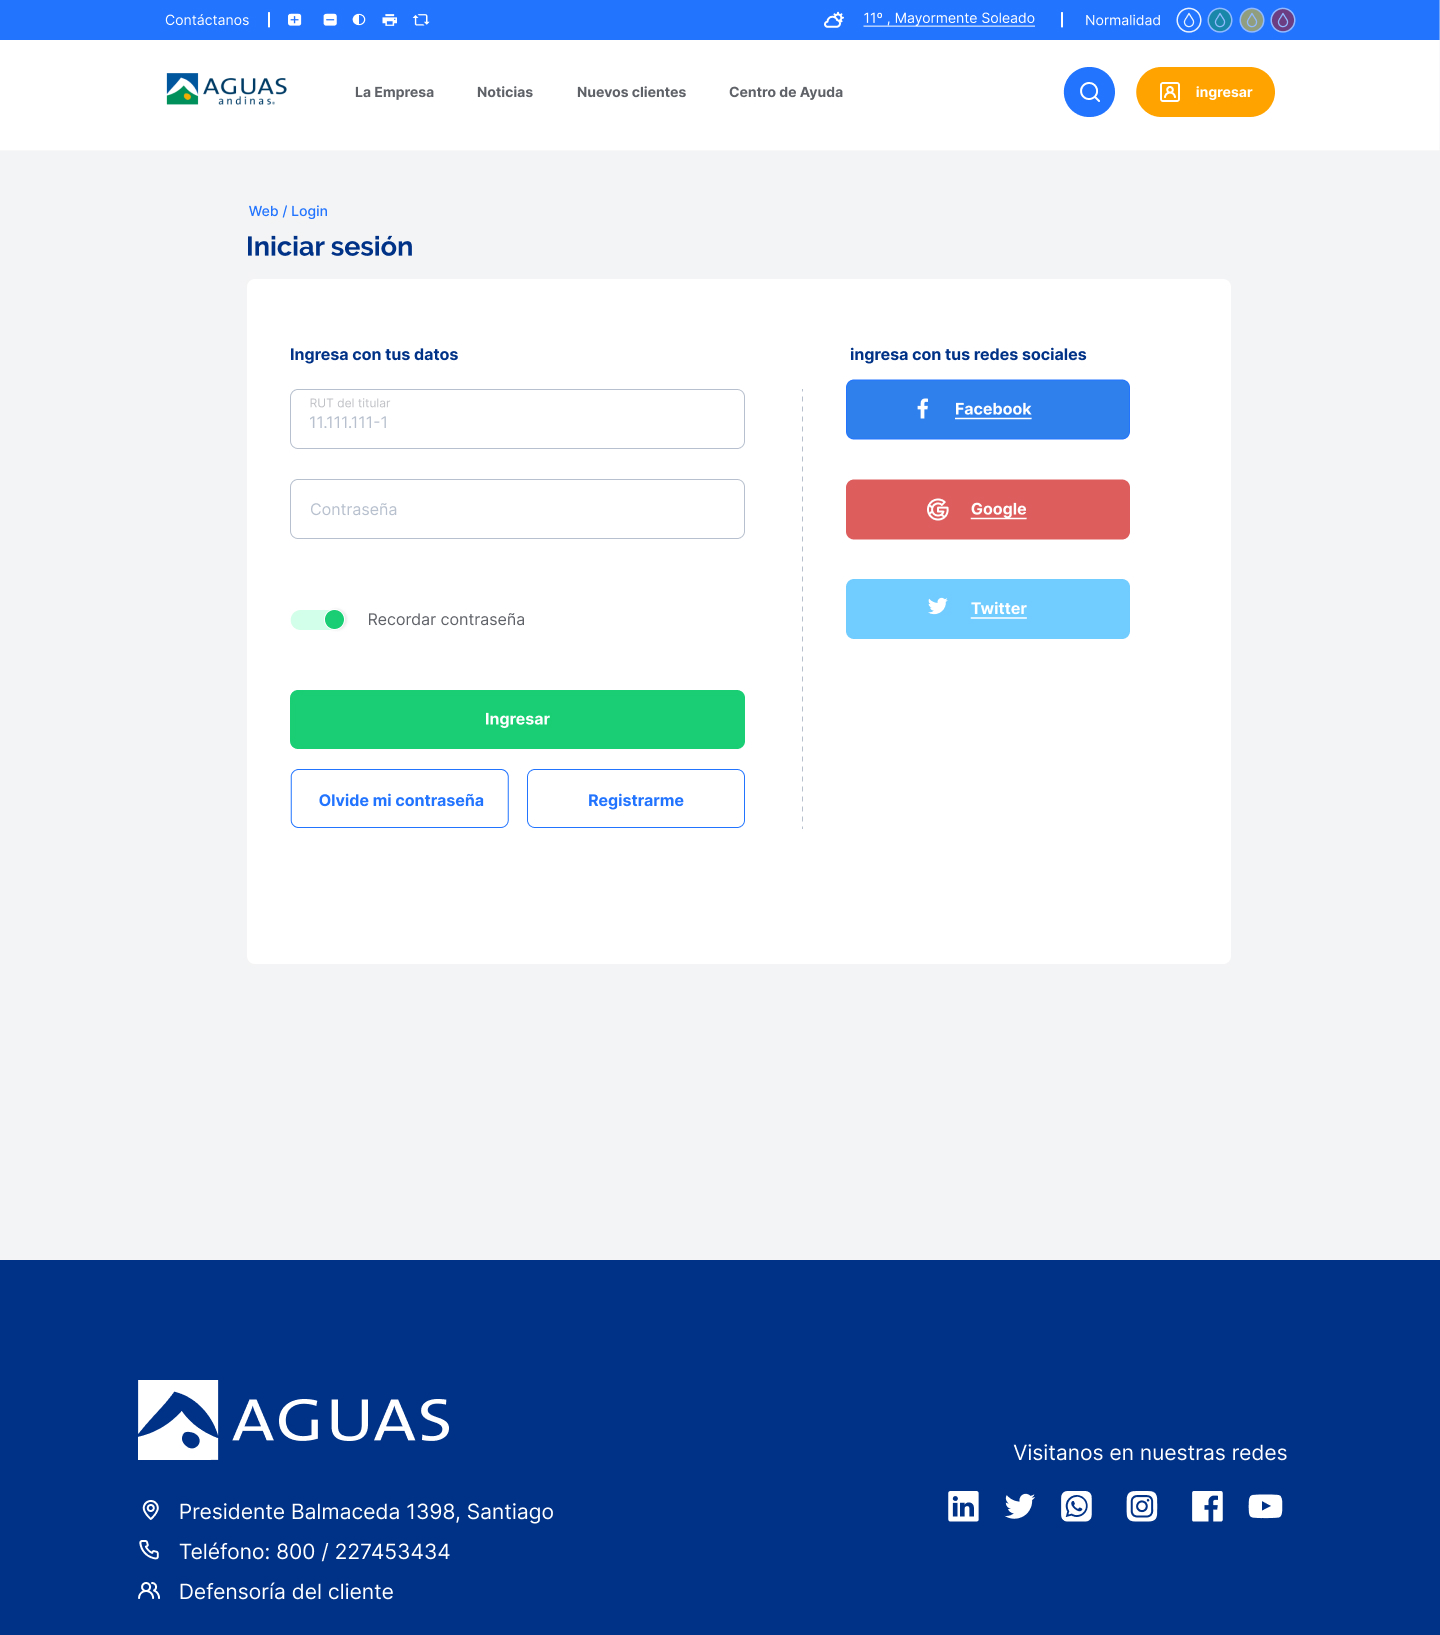 Contáctanos
11º , Mayormente Soleado
Normalidad
AGUAS
andinas
La Empresa
Noticias
Nuevos clientes
Centro de Ayuda
ingresar
Web / Login
Iniciar sesión
Ingresa con tus datos
RUT del titular
11.111.111-1
Contraseña
Recordar contraseña
Ingresar
Olvide mi contraseña
Registrarme
ingresa con tus redes sociales
Facebook
Google
Twitter
AGUAS
Presidente Balmaceda 1398, Santiago
Teléfono: 800 / 227453434
Defensoría del cliente
Visitanos en nuestras redes